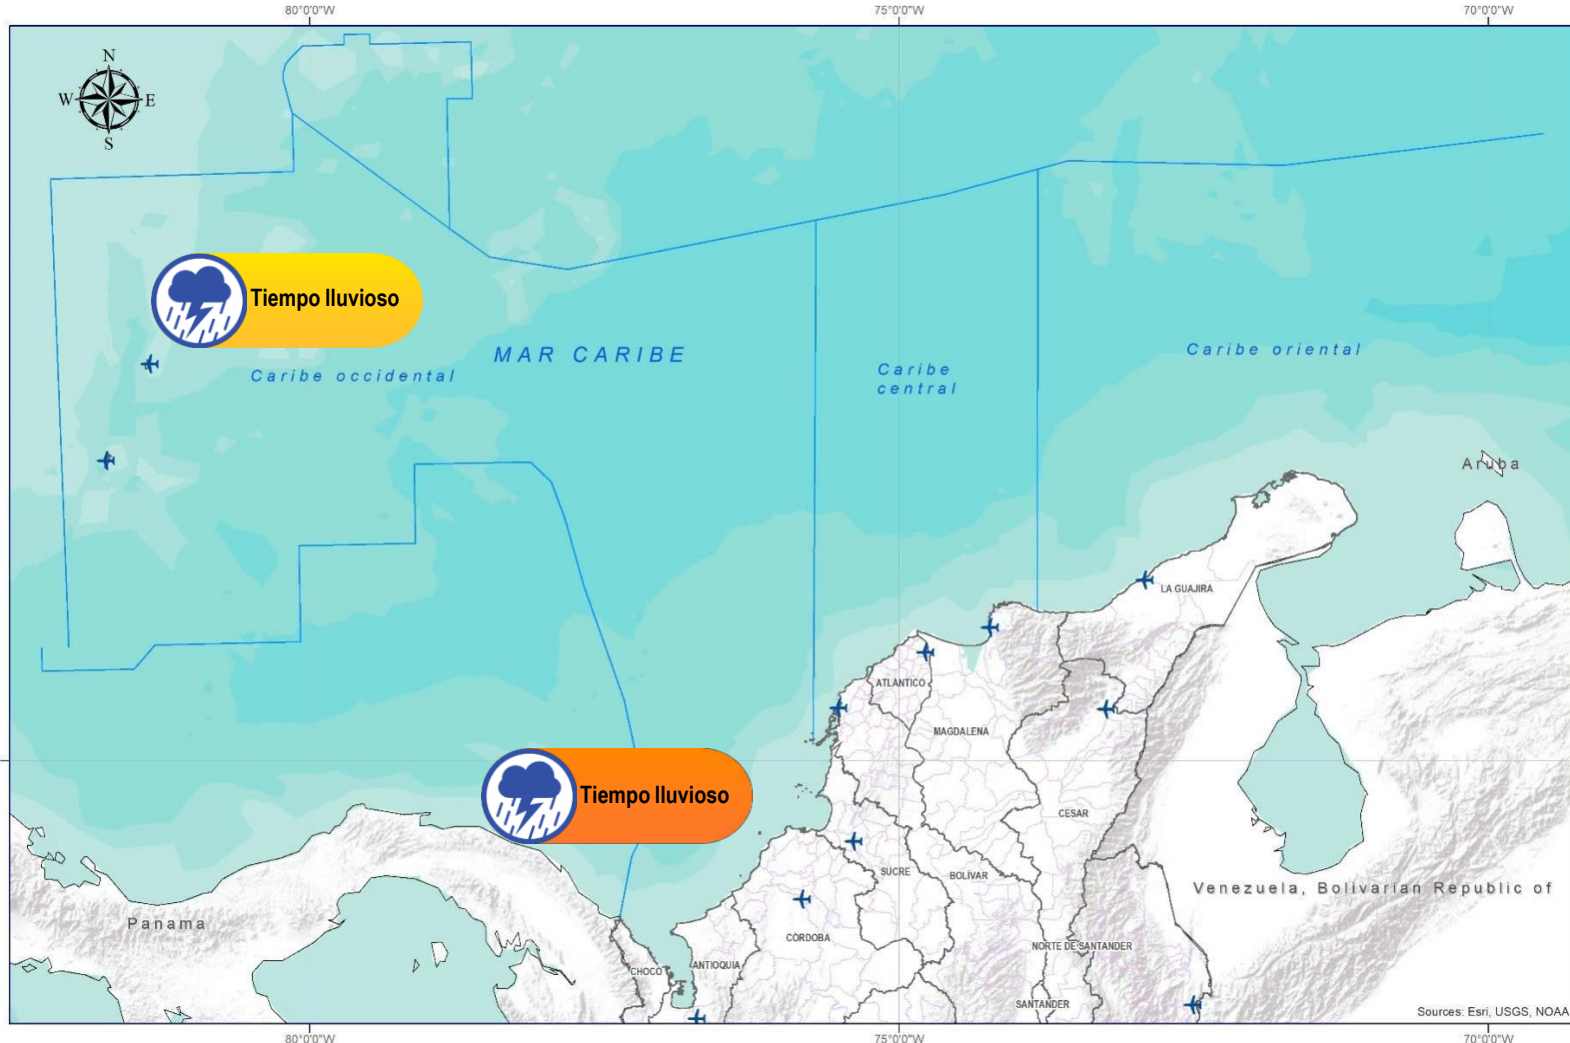 80°0'0"W
75°0'0"W
70°0'0"W
N
W
E
S
Tiempo lluvioso
MAR CARIBE
Caribe oriental
Caribe
central
Caribe occidental
Aruba
LA GUAJIRA
ATLANTICO
MAGDALENA
Tiempo lluvioso
CESAR
SUCRE
BOLÍVAR
Venezuela, Bolivarian Republic of
Panama
CÓRDOBA
NORTE DE SANTANDER
CHOCO
ANTIOQUIA
SANTANDER
Sources: Esri, USGS, NOAA
80°0'0"W
75°0'0"W
70°0'0"W